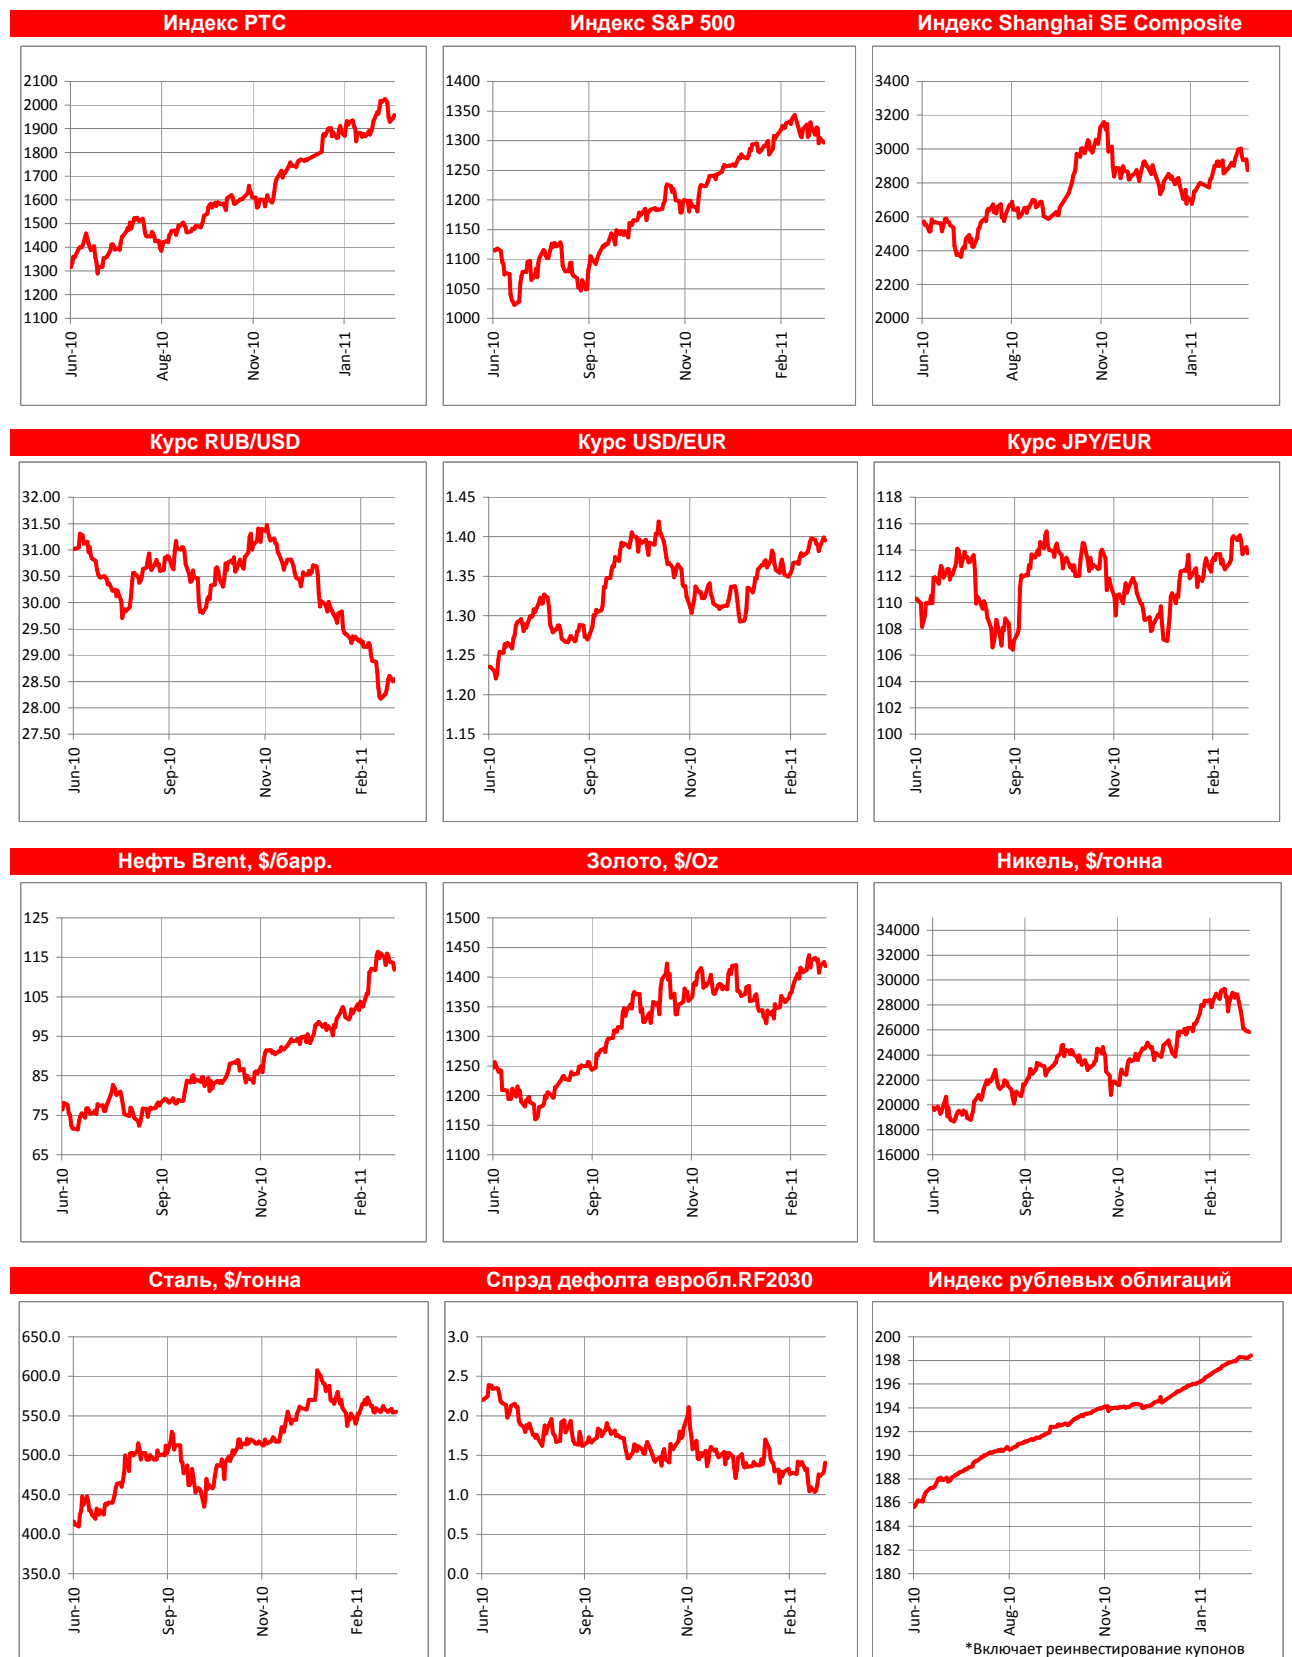 Индекс РТС
Индекс S&P 500
Индекс Shanghai SE Composite
2100
2000
1900
1800
1700
1600
1500
1400
1300
1200
1100
Jun-10
Aug-10
Nov-10
Jan-11
1400
1350
1300
1250
1200
1150
1100
1050
1000
Jun-10
Sep-10
Nov-10
Feb-11
3400
3200
3000
2800
2600
2400
2200
2000
Jun-10
Aug-10
Nov-10
Jan-11
Курс RUB/USD
Курс USD/EUR
Курс JPY/EUR
32.00
31.50
31.00
30.50
30.00
29.50
29.00
28.50
28.00
27.50
Jun-10
Sep-10
Nov-10
Feb-11
1.45
1.40
1.35
1.30
1.25
1.20
1.15
Jun-10
Sep-10
Nov-10
Feb-11
118
116
114
112
110
108
106
104
102
100
Jun-10
Sep-10
Nov-10
Feb-11
Нефть Brent, $/барр.
Золото, $/Oz
Никель, $/тонна
125
115
105
95
85
75
65
Jun-10
Sep-10
Nov-10
Feb-11
1500
1450
1400
1350
1300
1250
1200
1150
1100
Jun-10
Sep-10
Nov-10
Feb-11
34000
30000
28000
26000
24000
22000
20000
18000
16000
Jun-10
Sep-10
Nov-10
Feb-11
Сталь, $/тонна
Спрэд дефолта евробл.RF2030
Индекс рублевых облигаций
650.0
600.0
550.0
500.0
450.0
400.0
350.0
Jun-10
Sep-10
Nov-10
Feb-11
3.0
2.5
2.0
1.5
1.0
0.5
0.0
Jun-10
Sep-10
Nov-10
Feb-11
200
198
196
194
192
190
188
186
184
182
180
Jun-10
Aug-10
Nov-10
Jan-11
*Включает реинвестирование купонов